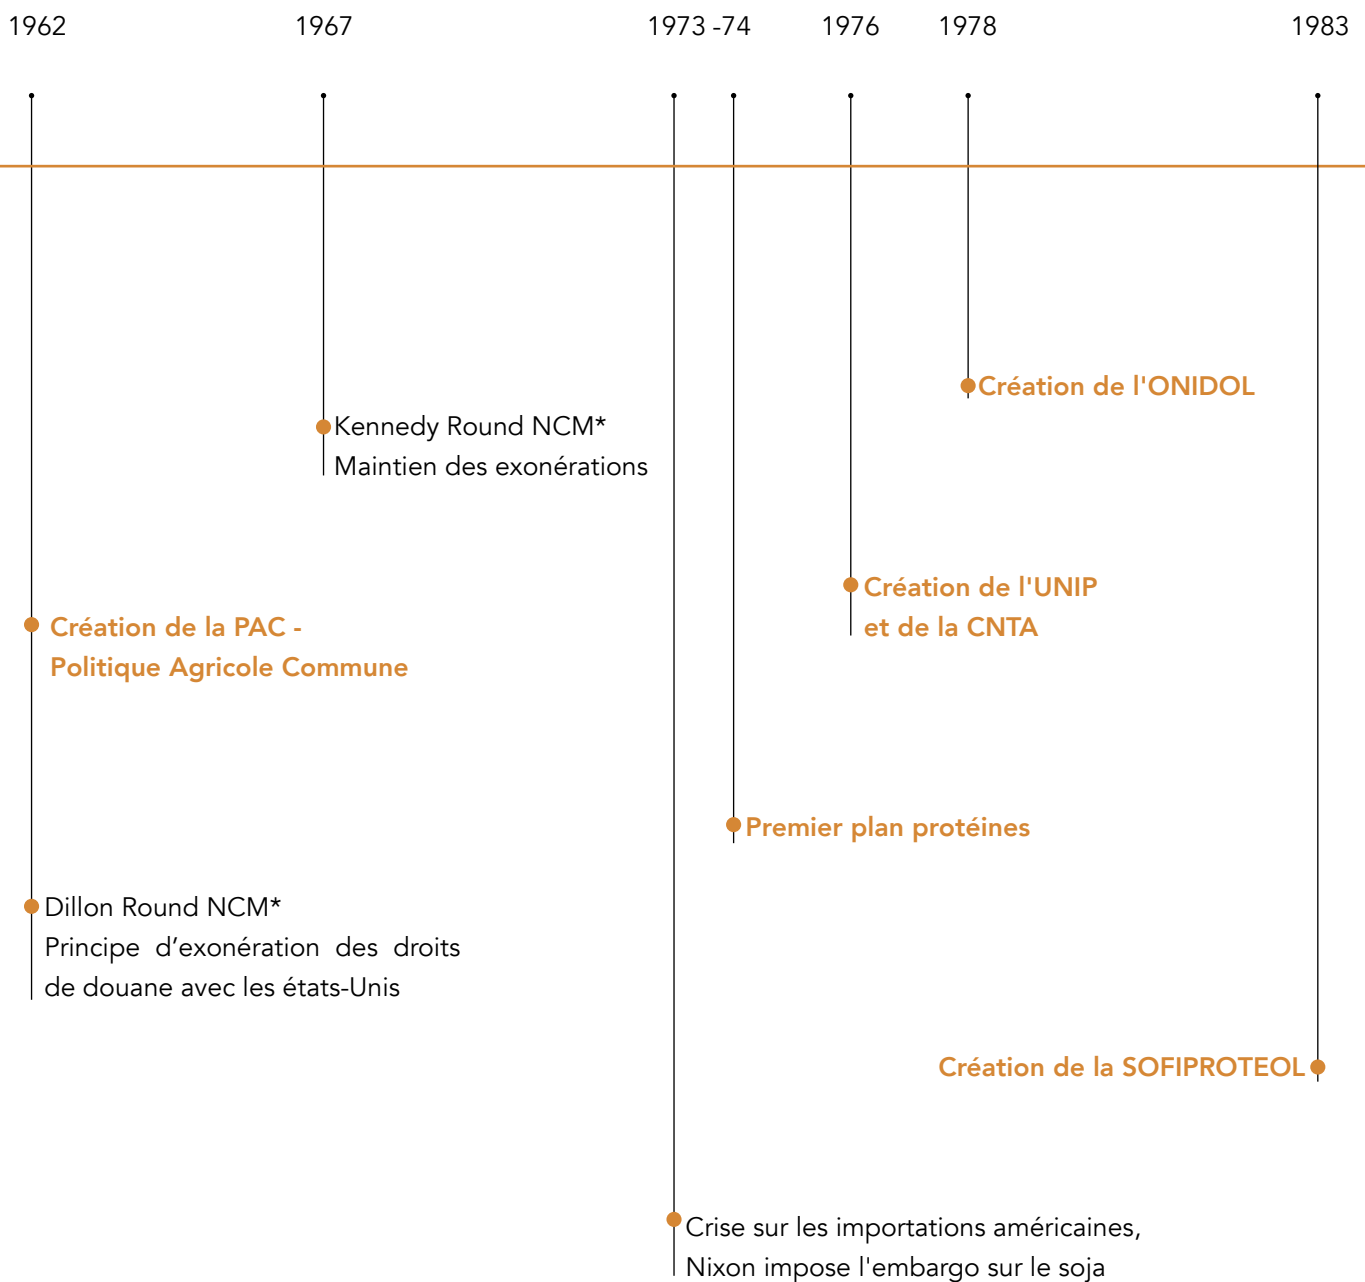 1962 1967 1973 -74 1976 1978 1983
Création de l'ONIDOL
Kennedy Round NCM*
Maintien des exonérations
Création de l'UNIP
et de la CNTA
Création de la PAC -
Politique Agricole Commune
Premier plan protéines
Dillon Round NCM*
Principe d’exonération des droits
de douane avec les états-Unis
Création de la SOFIPROTEOL
Crise sur les importations américaines,
Nixon impose l'embargo sur le soja